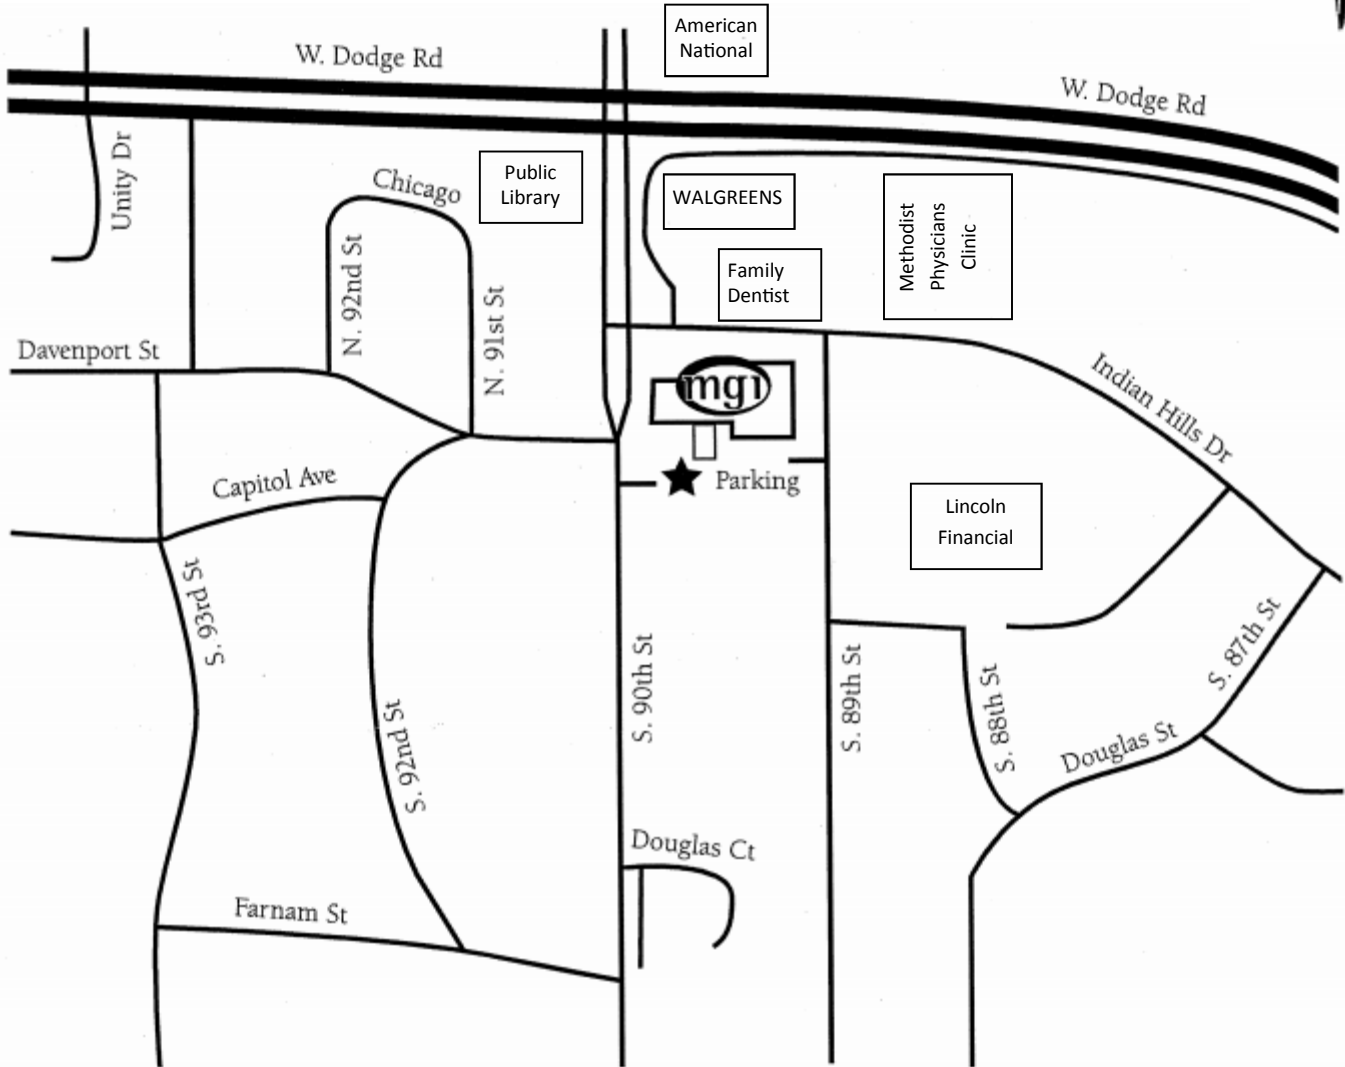 American
National
W. Dodge Rd
W. Dodge Rd
Unity Dr
Chicago
Public
Library
WALGREENS
Methodist
Physicians
Clinic
N. 92nd St
N. 91st St
Family
Dentist
Davenport St
mgi
Indian Hills Dr
Capitol Ave
Parking
Lincoln
Financial
S. 93rd St
S. 90th St
S. 89th St
S. 88th St
S. 87th St
S. 92nd St
Douglas St
Douglas Ct
Farnam St